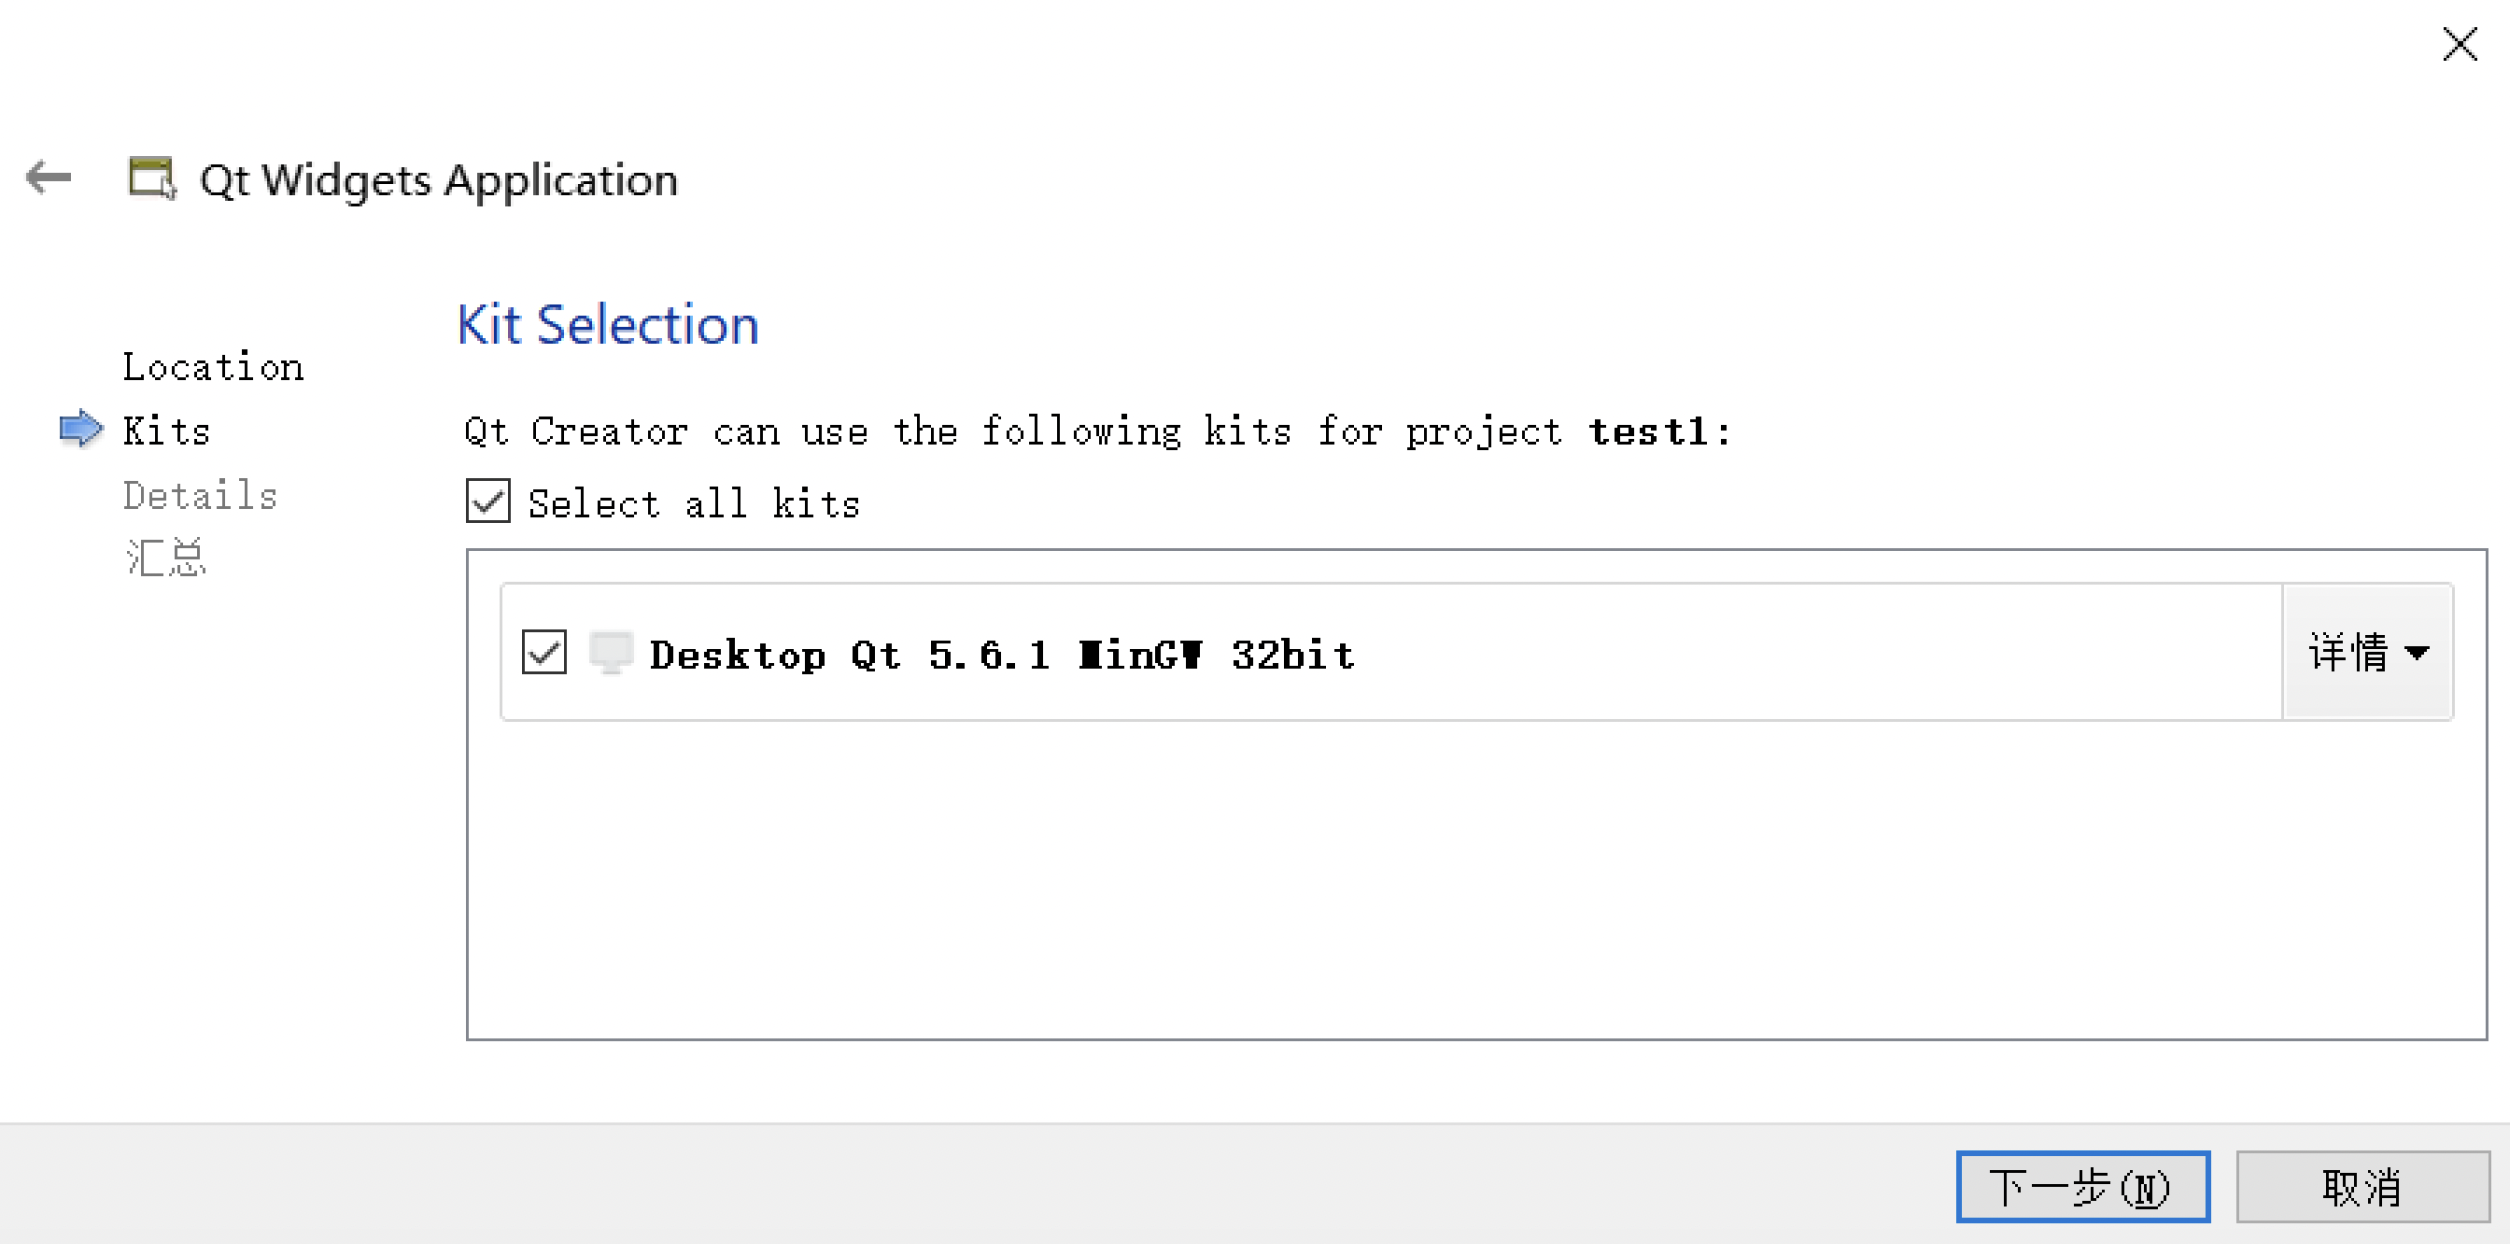 Qt Widgets Application
Kit Selection
Location
Kits
Details
汇总
Qt Creator can use the following kits for project test1:
Select all kits
Desktop Qt 5.6.1 MinGW 32bit
详情
下一步(N)
取消